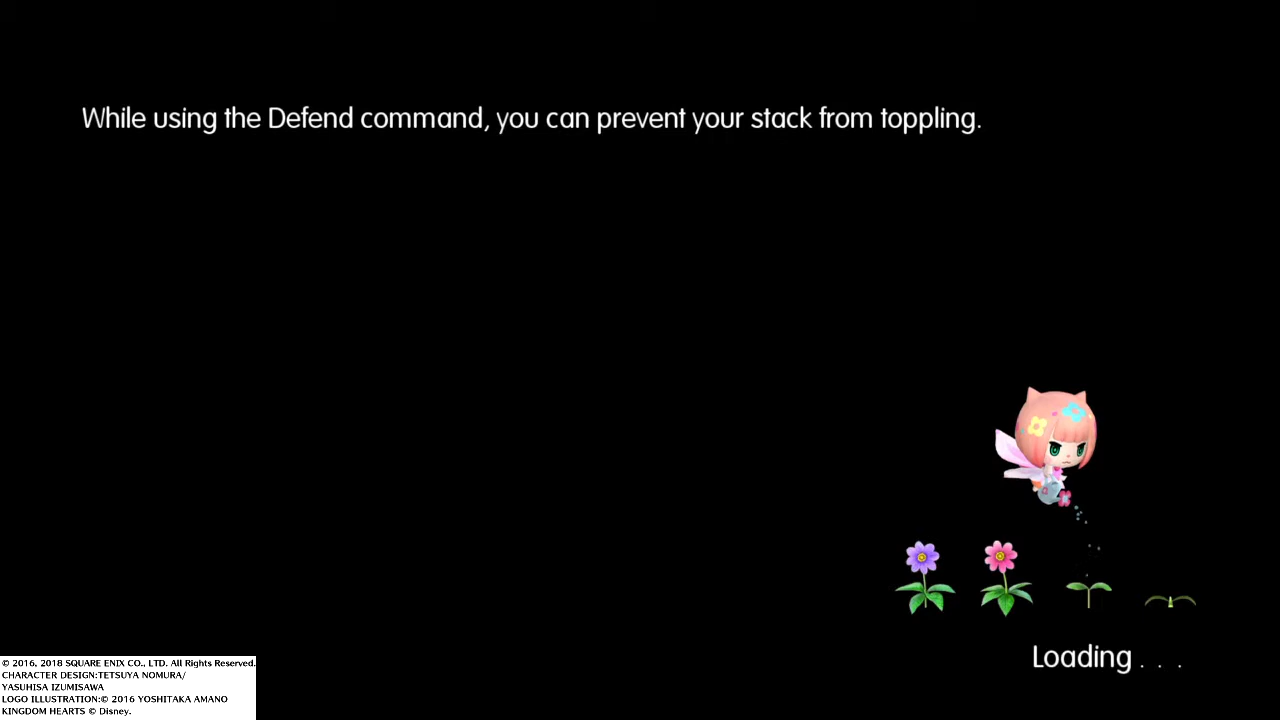 While using the Defend command, you can prevent your stack from toppling.
Loading . . .
© 2016, 2018 SQUARE ENIX CO., LTD. All Rights Reserved.
CHARACTER DESIGN:TETSUYA NOMURA/
YASUHISA IZUMISAWA
LOGO ILLUSTRATION:© 2016 YOSHITAKA AMANO
KINGDOM HEARTS © Disney.